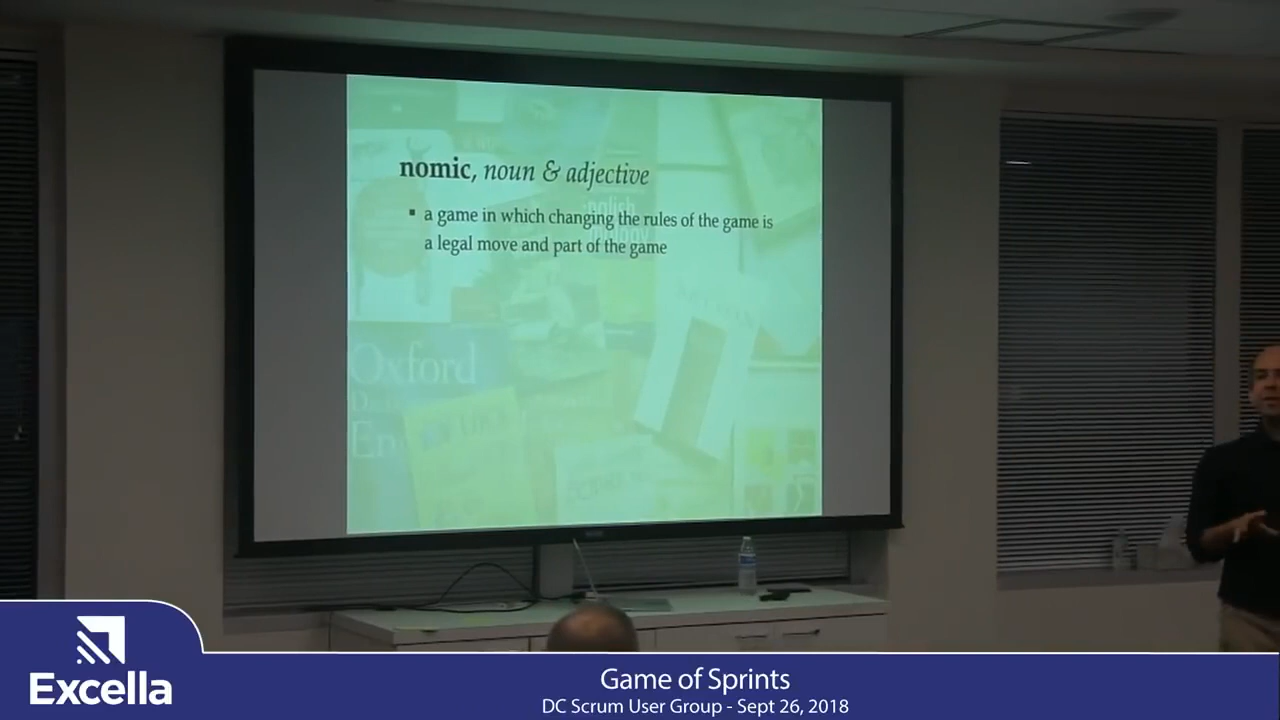 nomic, noun & adjective
▪ a game in which changing the rules of the game is
a legal move and part of the game
Oxford
Excella
Game of Sprints
DC Scrum User Group - Sept 26, 2018